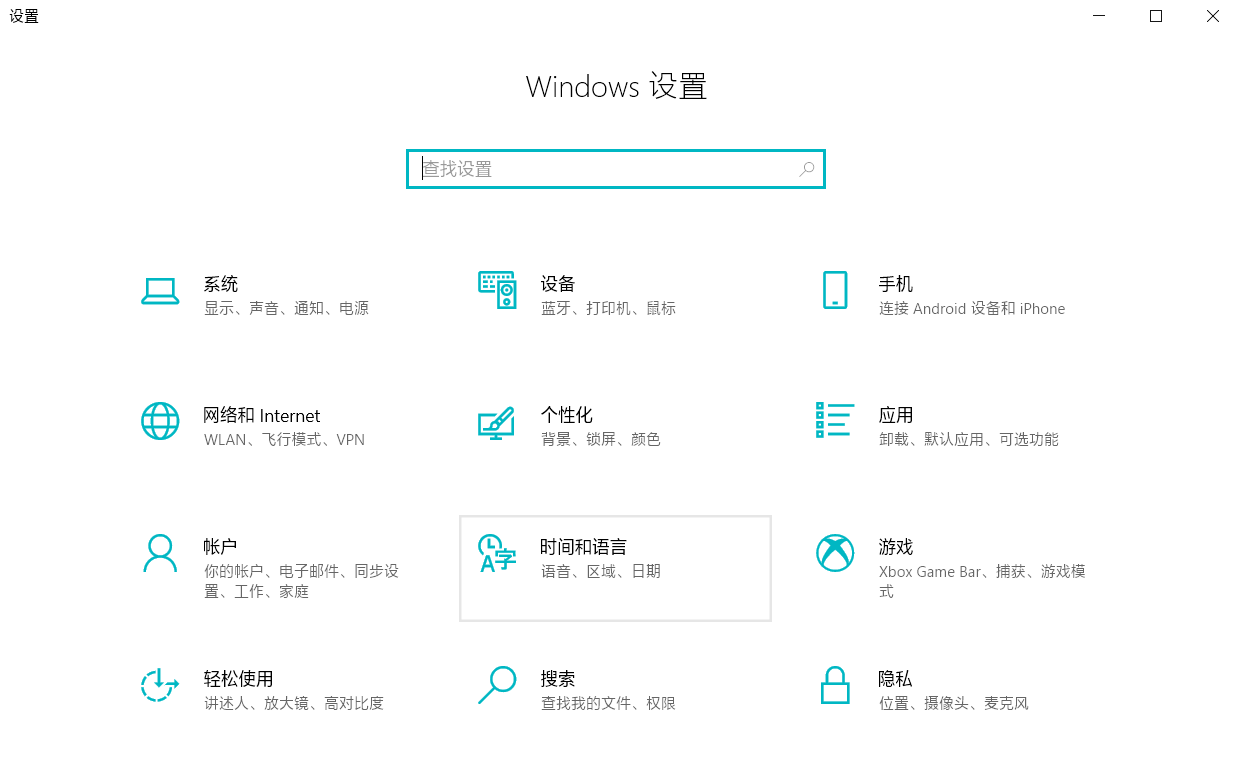 设置
Windows 设置
查找设置
系统
显示、声音、通知、电源
设备
蓝牙、打印机、鼠标
手机
连接 Android 设备和 iPhone
网络和 Internet
WLAN、飞行模式、VPN
个性化
背景、锁屏、颜色
应用
卸载、默认应用、可选功能
帐户
你的帐户、电子邮件、同步设
置、工作、家庭
时间和语言
语音、区域、日期
游戏
Xbox Game Bar、捕获、游戏模
式
轻松使用
讲述人、放大镜、高对比度
搜索
查找我的文件、权限
隐私
位置、摄像头、麦克风